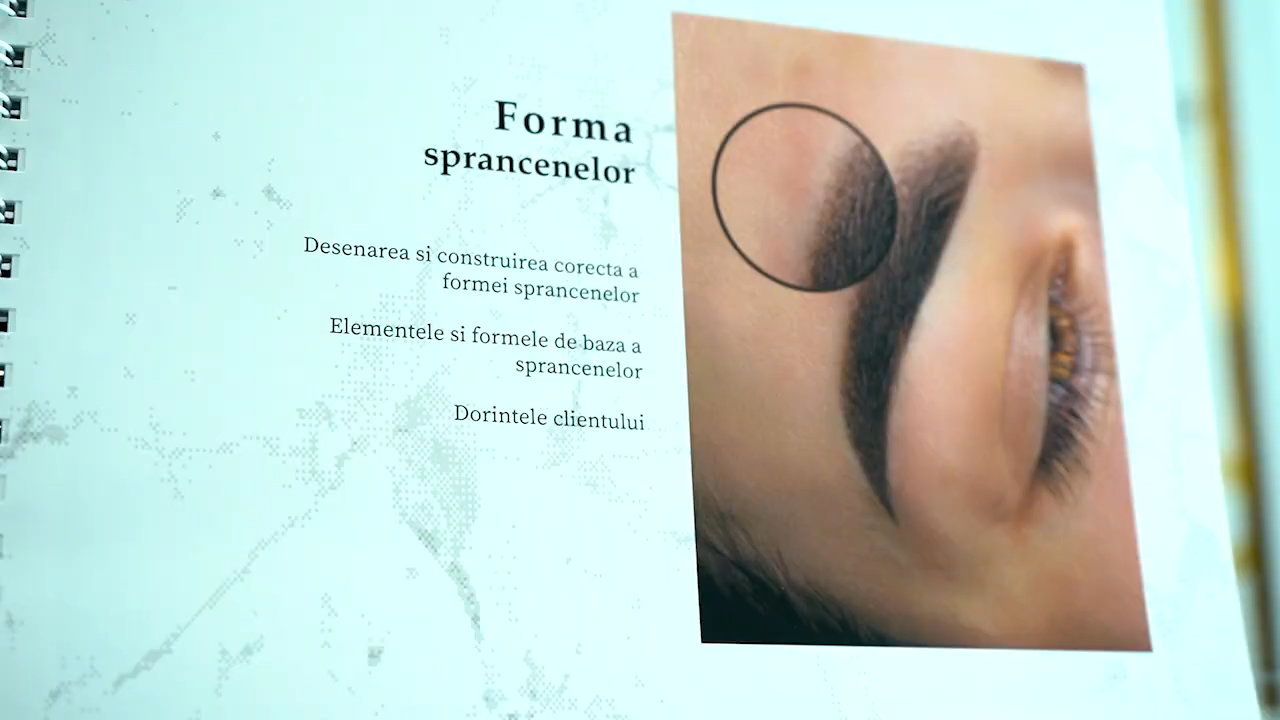 Forma
sprancenelor
Desenarea si construirea corecta a
formei sprancenelor
Elementele si formele de baza a
sprancenelor
Dorintele clientului